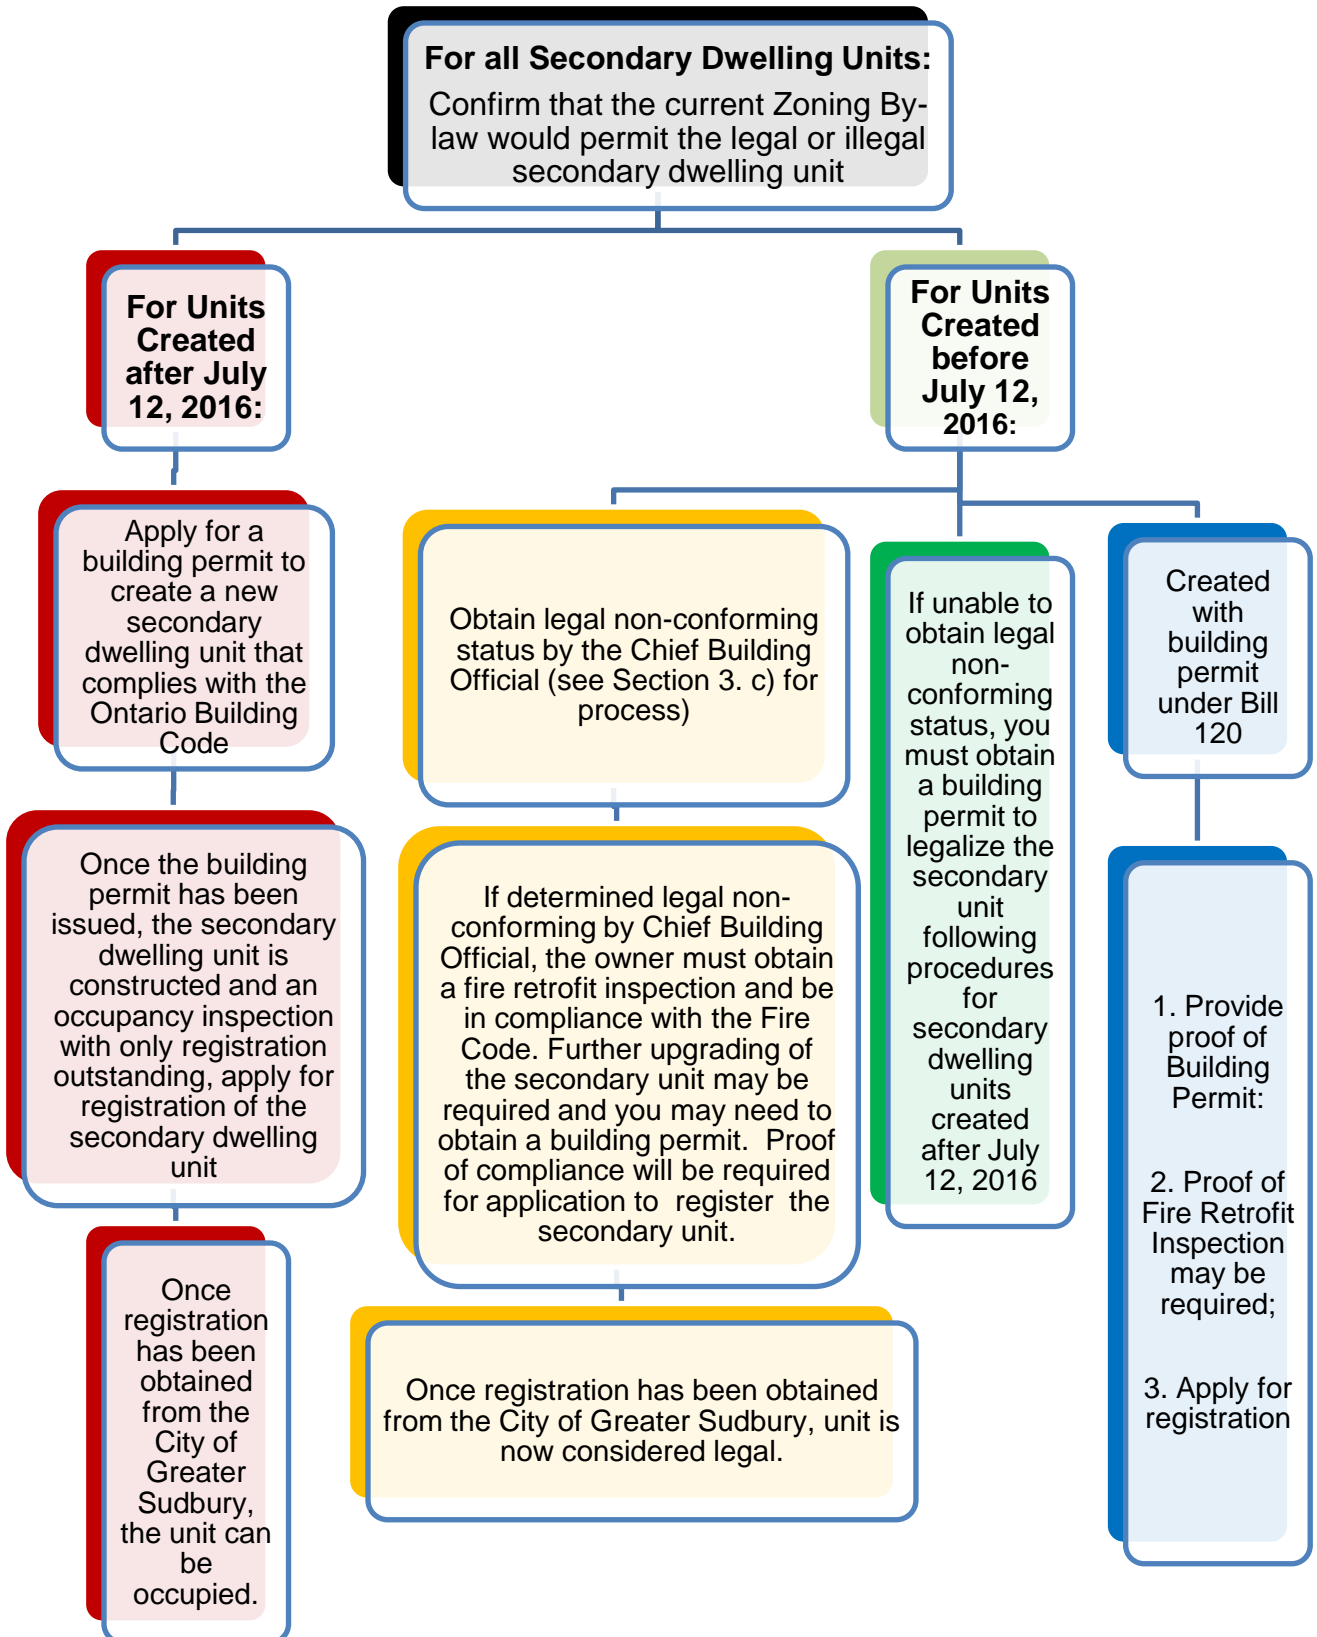 For all Secondary Dwelling Units:
Confirm that the current Zoning By-
law would permit the legal or illegal
secondary dwelling unit
For Units
Created
after July
12, 2016:
For Units
Created
before
July 12,
2016:
Apply for a
building permit to
create a new
secondary
dwelling unit that
complies with the
Ontario Building
Code
Once the building
permit has been
issued, the secondary
dwelling unit is
constructed and an
occupancy inspection
with only registration
outstanding, apply for
registration of the
secondary dwelling
unit
Once
registration
has been
obtained
from the
City of
Greater
Sudbury,
the unit can
be
occupied.
Obtain legal non-conforming
status by the Chief Building
Official (see Section 3. c) for
process)
If determined legal non-
conforming by Chief Building
Official, the owner must obtain
a fire retrofit inspection and be
in compliance with the Fire
Code. Further upgrading of
the secondary unit may be
required and you may need to
obtain a building permit.  Proof
of compliance will be required
for application to  register  the
secondary unit.
Once registration has been obtained
from the City of Greater Sudbury, unit is
now considered legal.
If unable to
obtain legal
non-
conforming
status, you
must obtain
a building
permit to
legalize the
secondary
unit
following
procedures
for
secondary
dwelling
units
created
after July
12, 2016
Created
with
building
permit
under Bill
120
1. Provide
proof of
Building
Permit:
2. Proof of
Fire Retrofit
Inspection
may be
required;
3. Apply for
registration